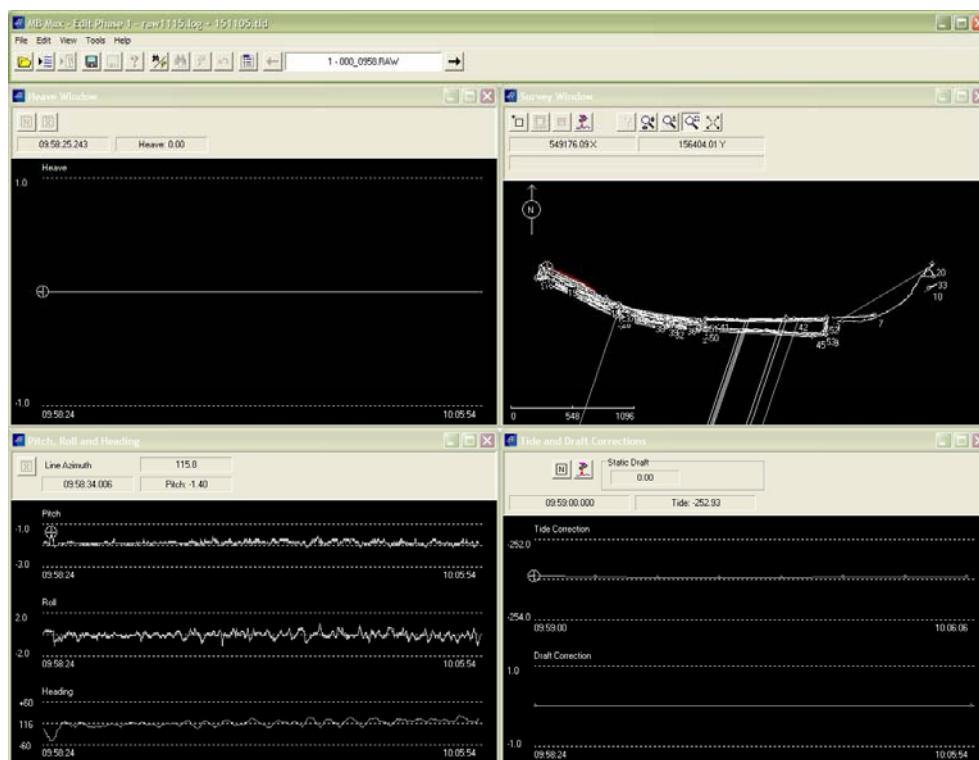 MB Max - Edit Phase 1 - raw1115.log + 151105.tid
File Edit View Tools Help
1 - 000_0958.RAW
Heave Window
09:58:25.243 Heave: 0.00
Heave
1.0
-1.0
09:58:24 10:05:54
Survey Window
549176.09 X 156404.01 Y
N
20
33
10
7
42
45
50
0 548 1096
Pitch, Roll and Heading
Line Azimuth 115.8
09:58:34.006 Pitch: -1.40
Pitch
-1.0
-3.0
09:58:24 10:05:54
Roll
2.0
-2.0
09:58:24 10:05:54
Heading
+60
116
-60
09:58:24 10:05:54
Tide and Draft Corrections
N
Static Draft
0.00
09:59:00.000 Tide: -252.93
Tide Correction
-252.0
-254.0
09:59:00 10:06:06
Draft Correction
1.0
-1.0
09:58:24 10:05:54